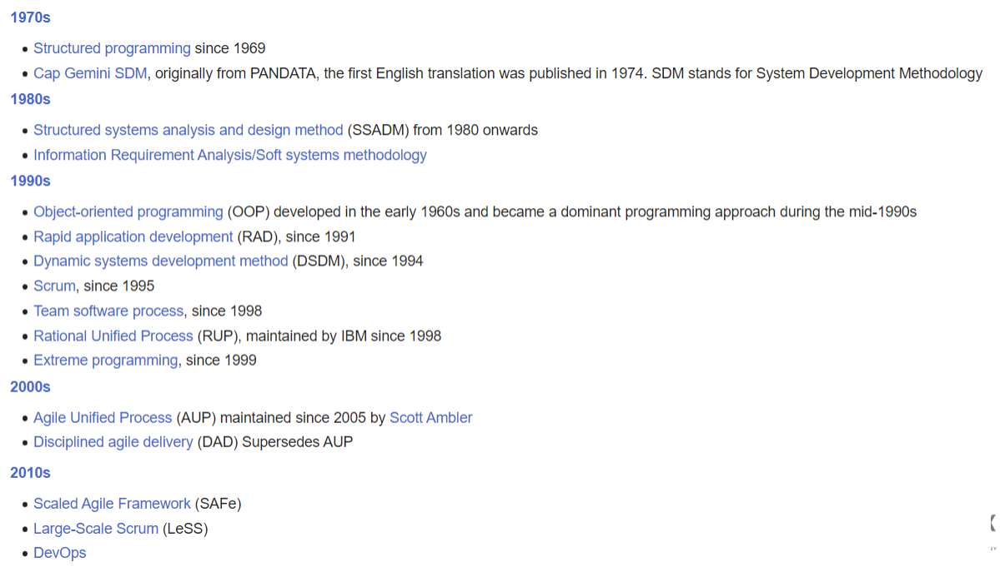 1970s
• Structured programming since 1969
• Cap Gemini SDM, originally from PANDATA, the first English translation was published in 1974. SDM stands for System Development Methodology
1980s
• Structured systems analysis and design method (SSADM) from 1980 onwards
• Information Requirement Analysis/Soft systems methodology
1990s
• Object-oriented programming (OOP) developed in the early 1960s and became a dominant programming approach during the mid-1990s
• Rapid application development (RAD), since 1991
• Dynamic systems development method (DSDM), since 1994
• Scrum, since 1995
• Team software process, since 1998
• Rational Unified Process (RUP), maintained by IBM since 1998
• Extreme programming, since 1999
2000s
• Agile Unified Process (AUP) maintained since 2005 by Scott Ambler
• Disciplined agile delivery (DAD) Supersedes AUP
2010s
• Scaled Agile Framework (SAFe)
• Large-Scale Scrum (LeSS)
• DevOps